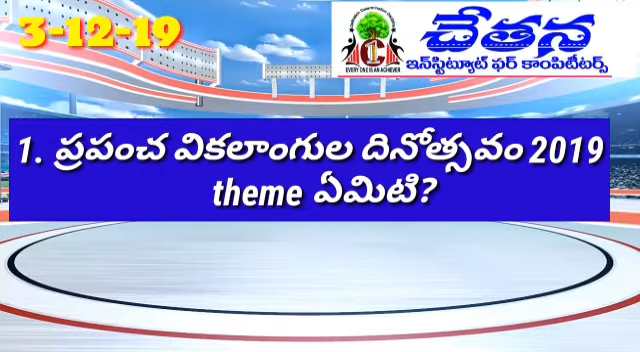 3-12-19
చేతన
ఇన్‌స్టిట్యూట్ ఫర్ కాంపిటీటర్స్
EVERY ONE IS AN ACHIEVER
1. ప్రపంచ వికలాంగుల దినోత్సవం 2019
theme ఏమిటి?